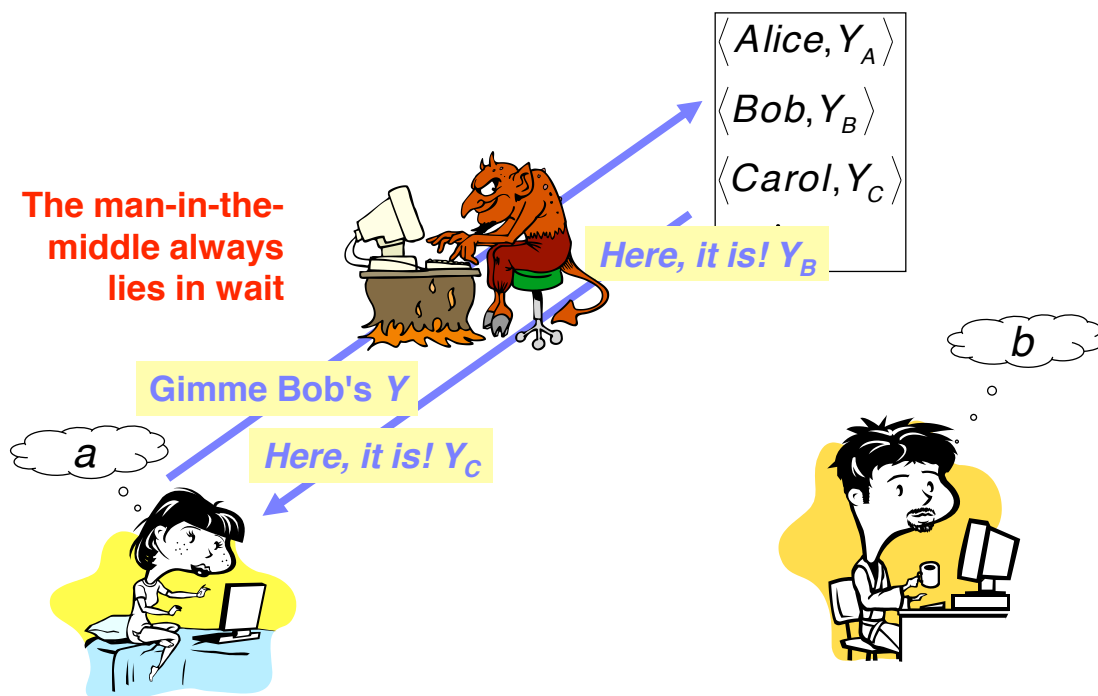 ⟨Alice, Y_A⟩
⟨Bob, Y_B⟩
⟨Carol, Y_C⟩
The man-in-the-
middle always
lies in wait
Here, it is! Y_B
Gimme Bob's Y
Here, it is! Y_C
a
b